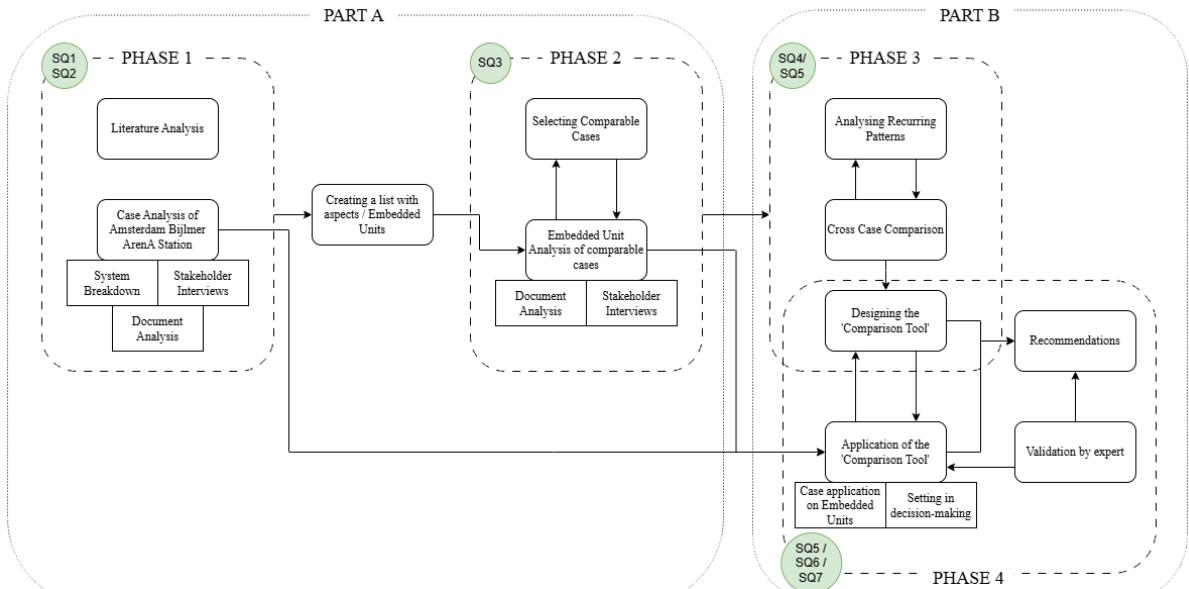 PART A
PART B
SQ1
SQ2
PHASE 1
SQ3
PHASE 2
SQ4/
SQ5
PHASE 3
Literature Analysis
Selecting Comparable
Cases
Analysing Recurring
Patterns
Case Analysis of
Amsterdam Bijlmer
ArenA Station
System
Breakdown
Stakeholder
Interviews
Document
Analysis
Creating a list with
aspects / Embedded
Units
Embedded Unit
Analysis of comparable
cases
Document
Analysis
Stakeholder
Interviews
Cross Case Comparison
Designing the
'Comparison Tool'
Recommendations
Application of the
'Comparison Tool'
Validation by expert
Case application
on Embedded
Units
Setting in
decision-making
SQ5 /
SQ6 /
SQ7
PHASE 4